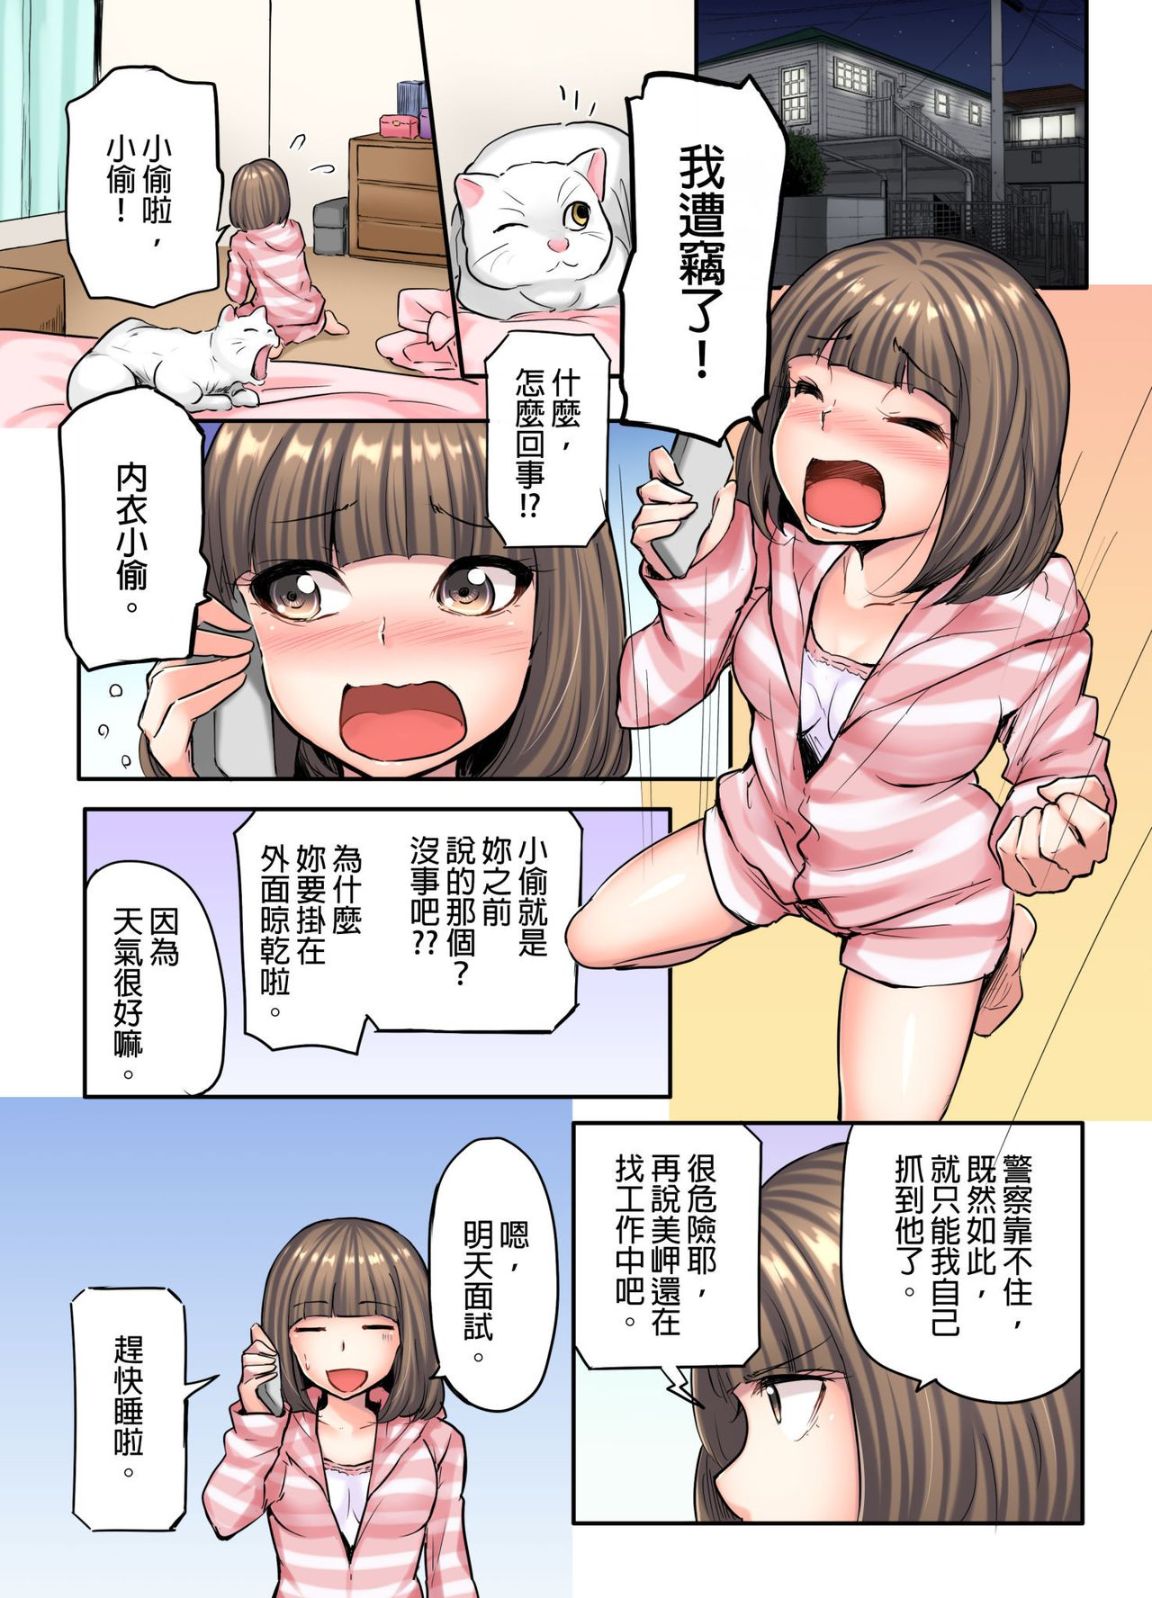 我遭竊了！
什麼，
怎麼回事!?
小偷啦，
小偷！
内衣小偷。
小偷就是
妳之前
說的那個？
沒事吧??
為什麼
妳要掛在
外面晾乾啦。
因為
天氣很好嘛。
警察靠不住，
既然如此，
就只能我自己
抓到他了。
很危險耶，
再說美岬還在
找工作中吧。
嗯，
明天面試。
趕快睡啦。